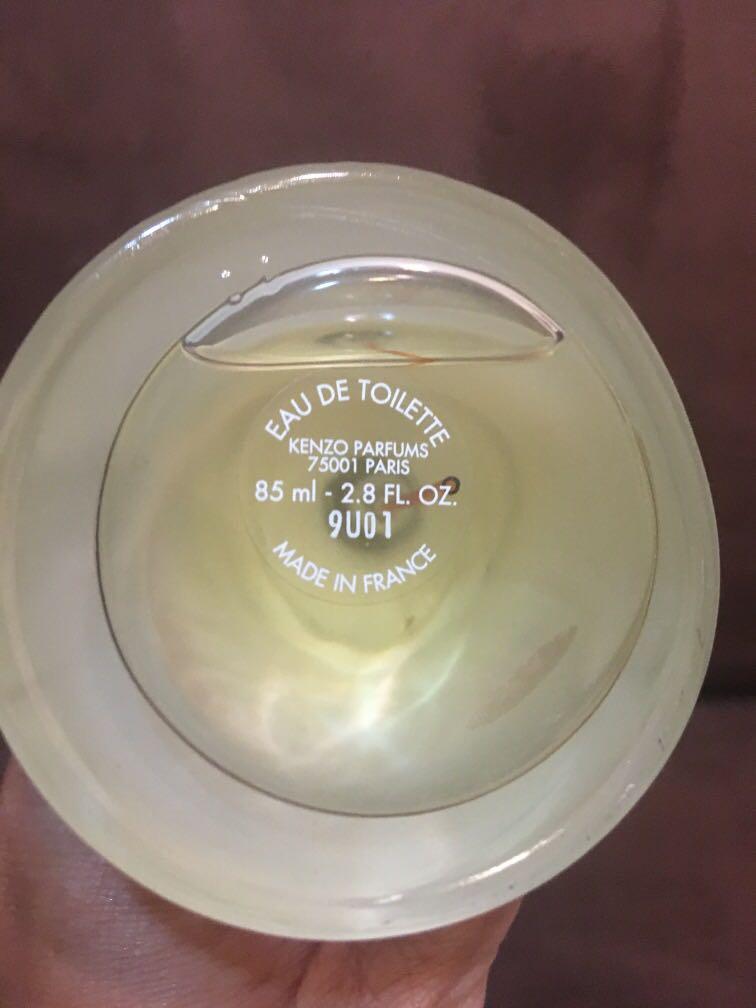 EAU DE TOILETTE
KENZO PARFUMS
75001 PARIS
85 ml - 2.8 FL. OZ.
9U01
MADE IN FRANCE